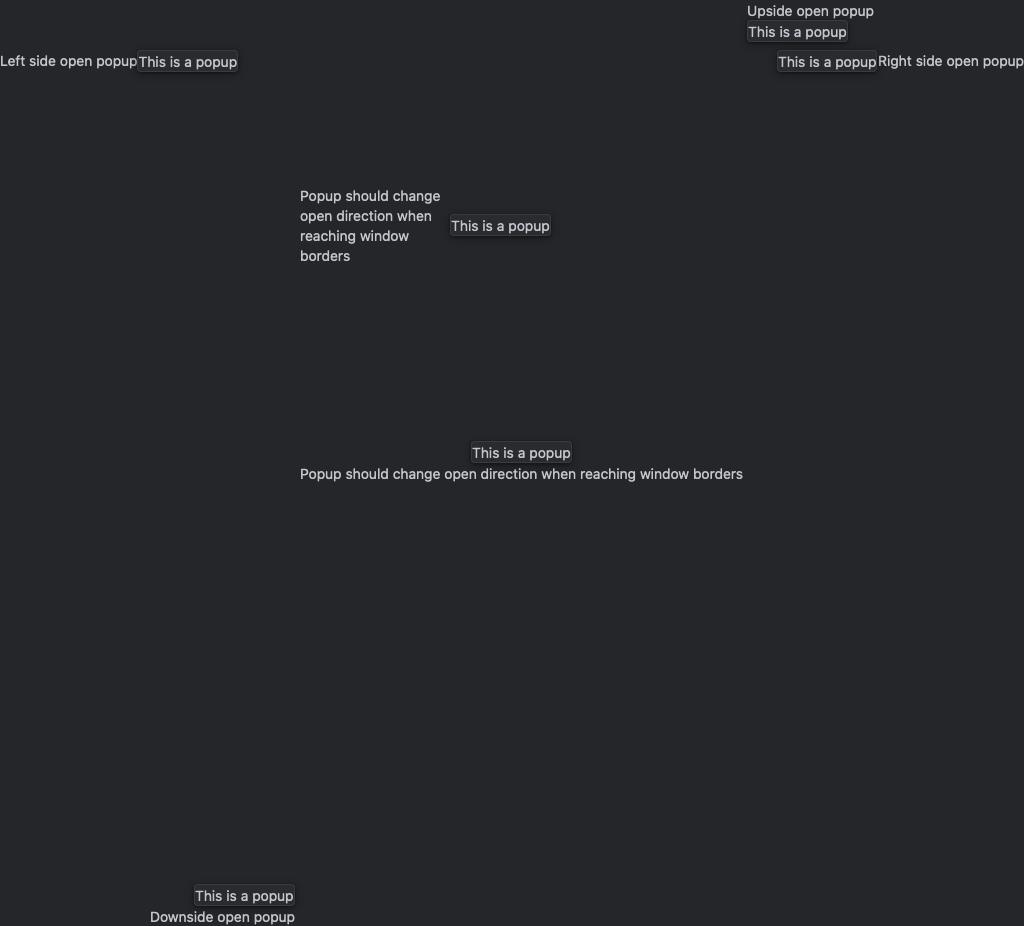 Upside open popup
This is a popup
Left side open popup This is a popup
This is a popup Right side open popup
Popup should change
open direction when
reaching window
borders
This is a popup
This is a popup
Popup should change open direction when reaching window borders
This is a popup
Downside open popup